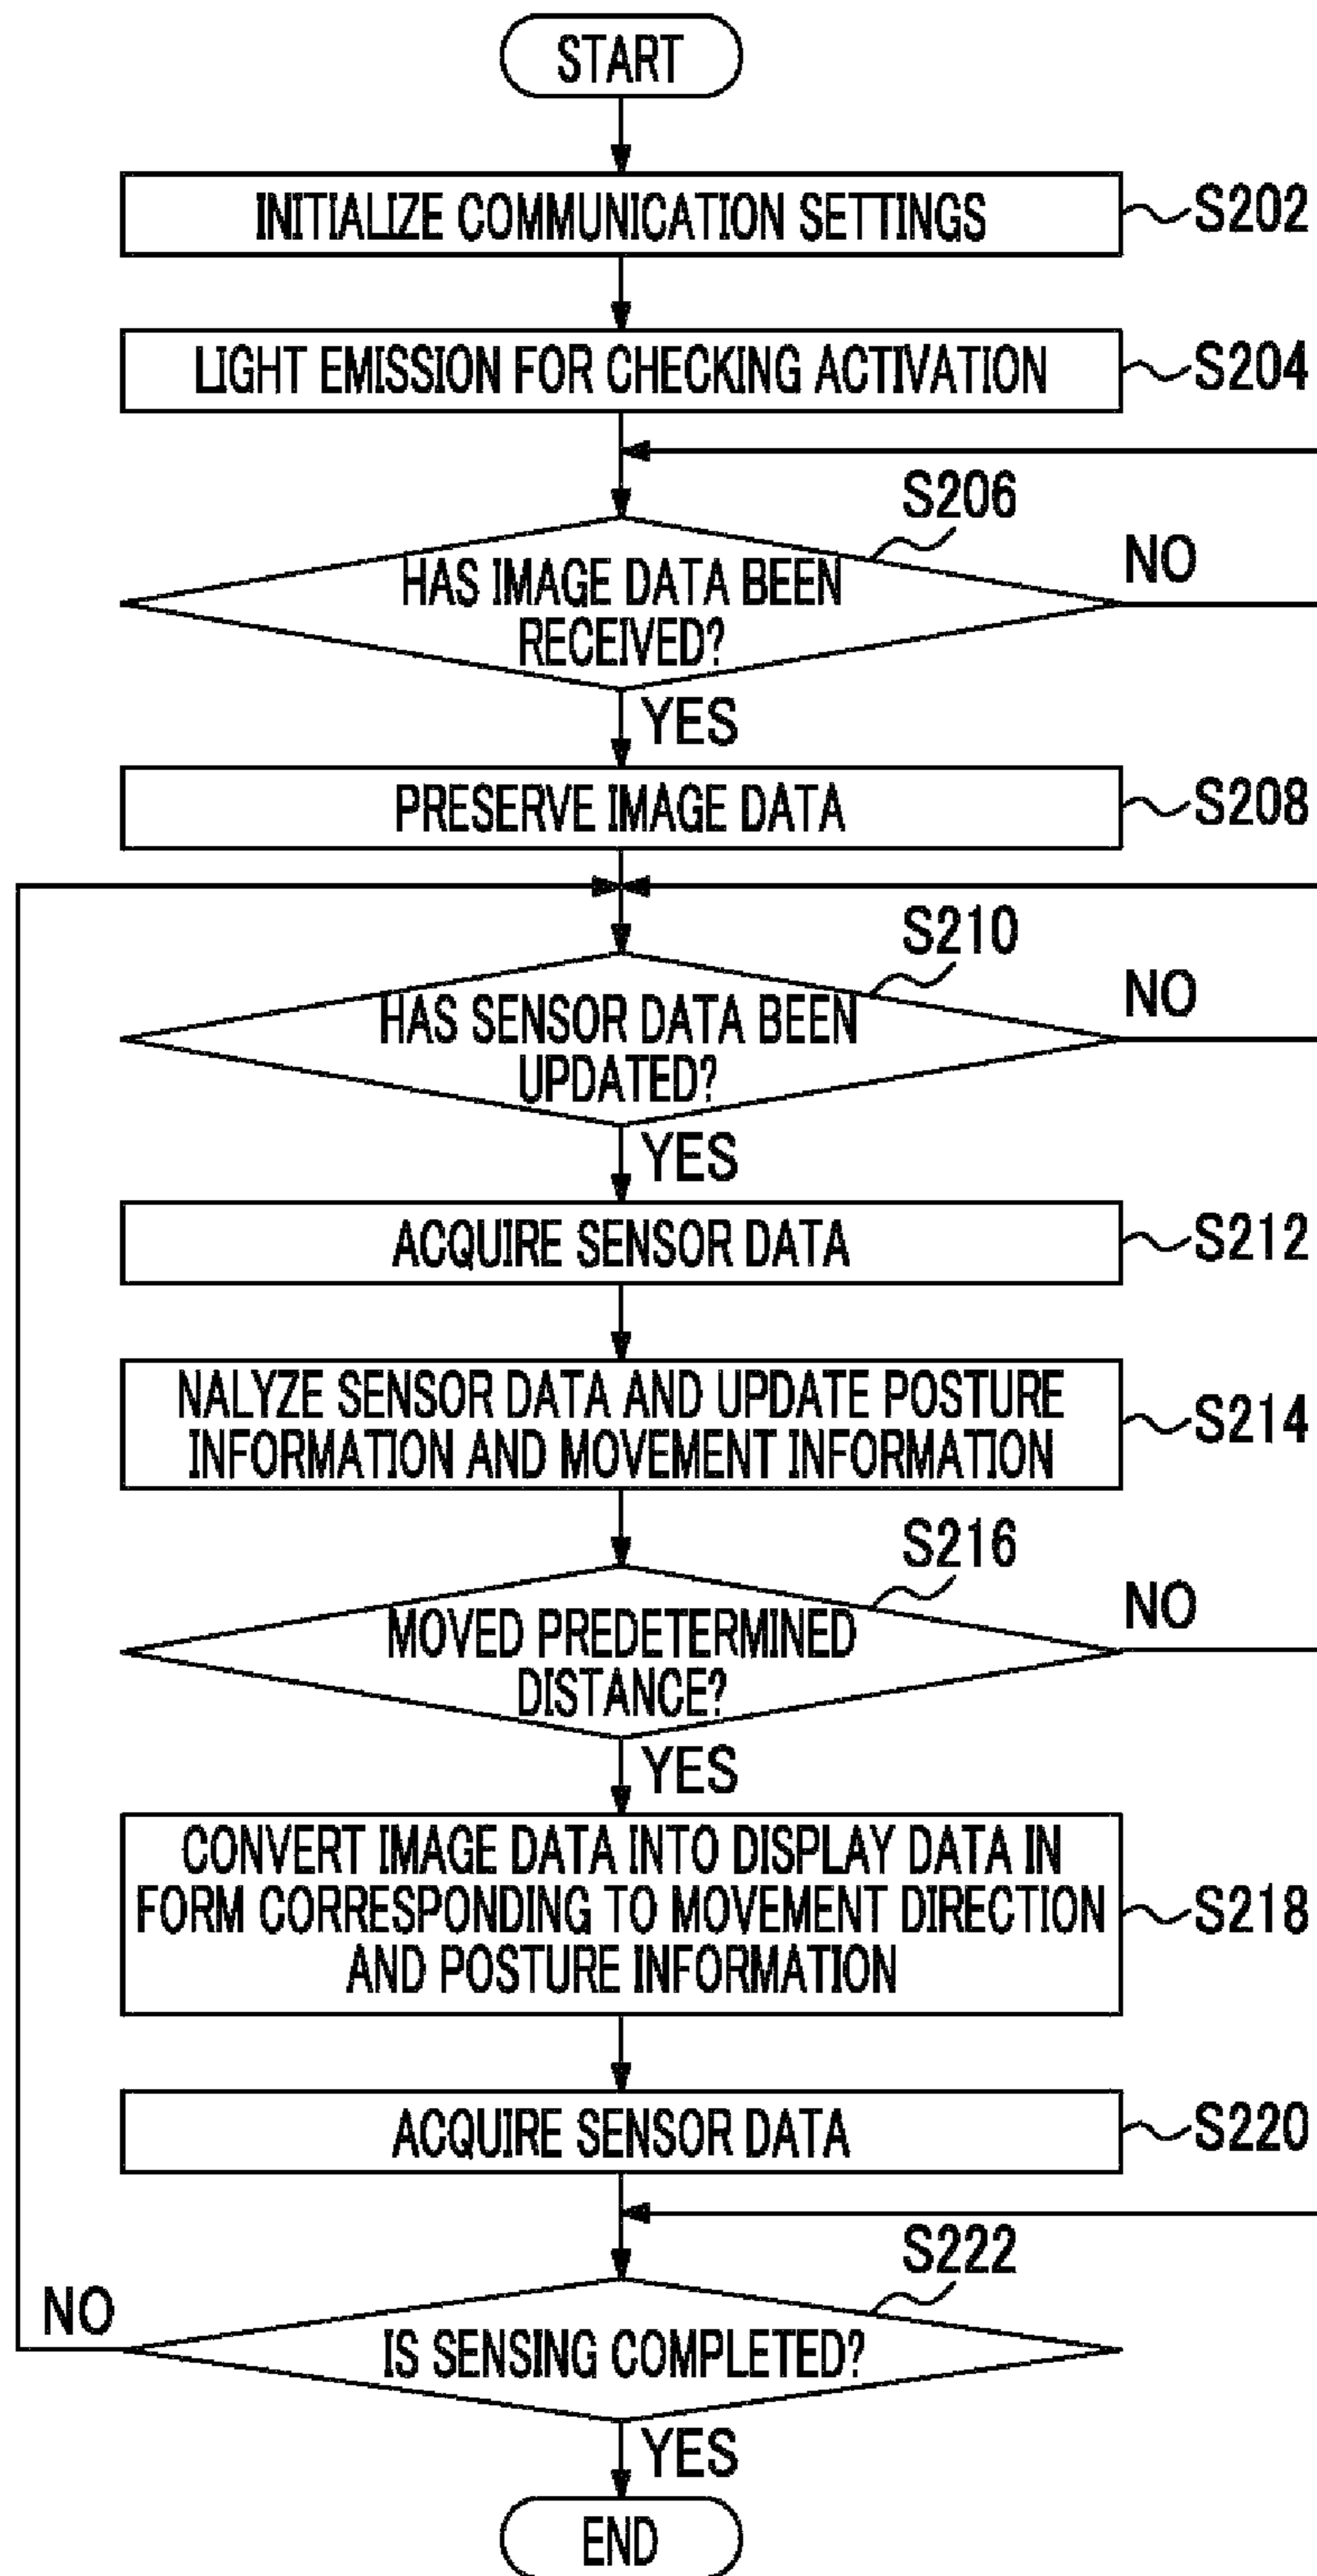 START
INITIALIZE COMMUNICATION SETTINGS
S202
LIGHT EMISSION FOR CHECKING ACTIVATION
S204
S206
HAS IMAGE DATA BEEN
RECEIVED?
NO
YES
PRESERVE IMAGE DATA
S208
S210
HAS SENSOR DATA BEEN
UPDATED?
NO
YES
ACQUIRE SENSOR DATA
S212
NALYZE SENSOR DATA AND UPDATE POSTURE
INFORMATION AND MOVEMENT INFORMATION
S214
S216
MOVED PREDETERMINED
DISTANCE?
NO
YES
CONVERT IMAGE DATA INTO DISPLAY DATA IN
FORM CORRESPONDING TO MOVEMENT DIRECTION
AND POSTURE INFORMATION
S218
ACQUIRE SENSOR DATA
S220
S222
NO
IS SENSING COMPLETED?
YES
END